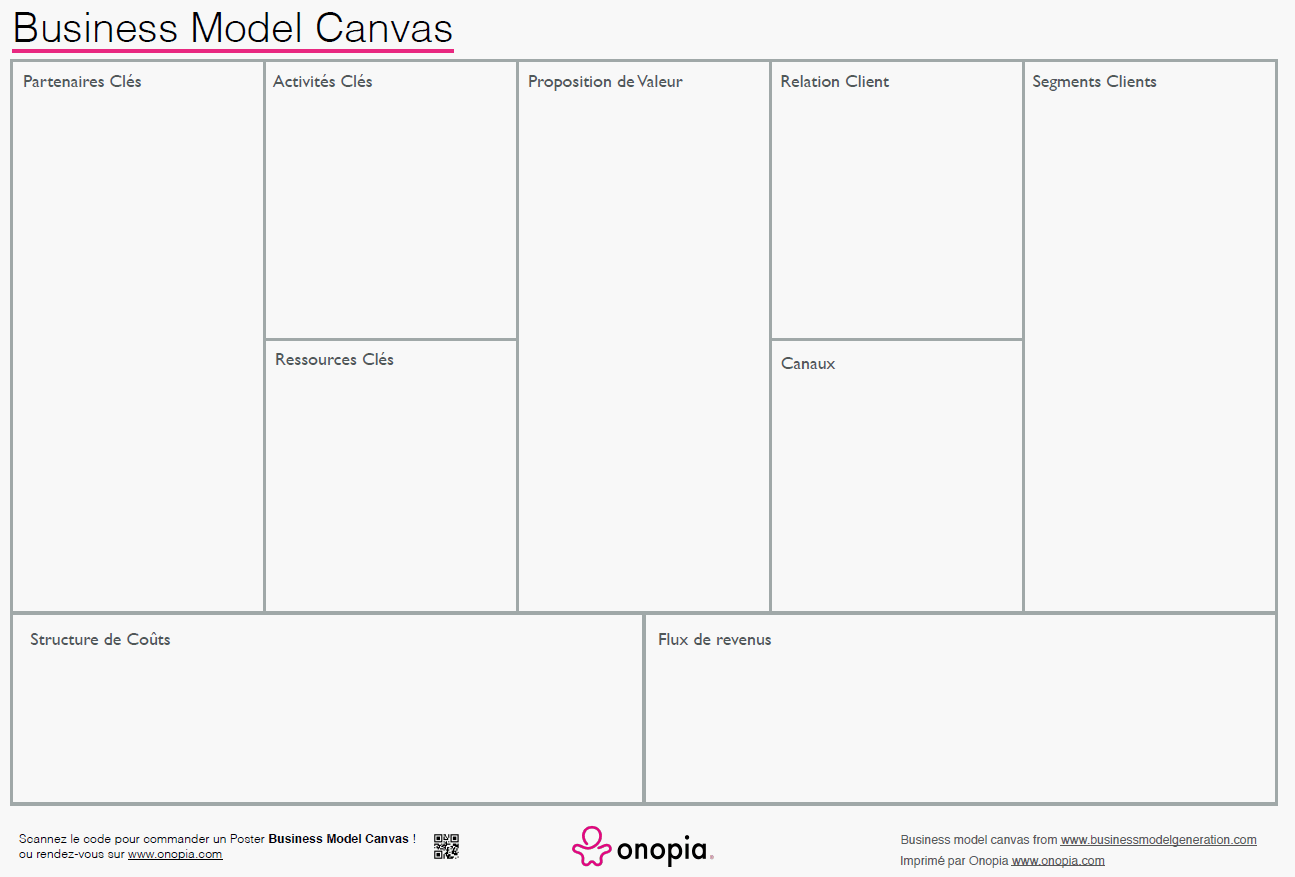 Business Model Canvas
Partenaires Clés
Activités Clés
Proposition de Valeur
Relation Client
Segments Clients
Ressources Clés
Canaux
Structure de Coûts
Flux de revenus
Scannez le code pour commander un Poster Business Model Canvas !
ou rendez-vous sur www.onopia.com
onopia.
Business model canvas from www.businessmodelgeneration.com
Imprimé par Onopia www.onopia.com